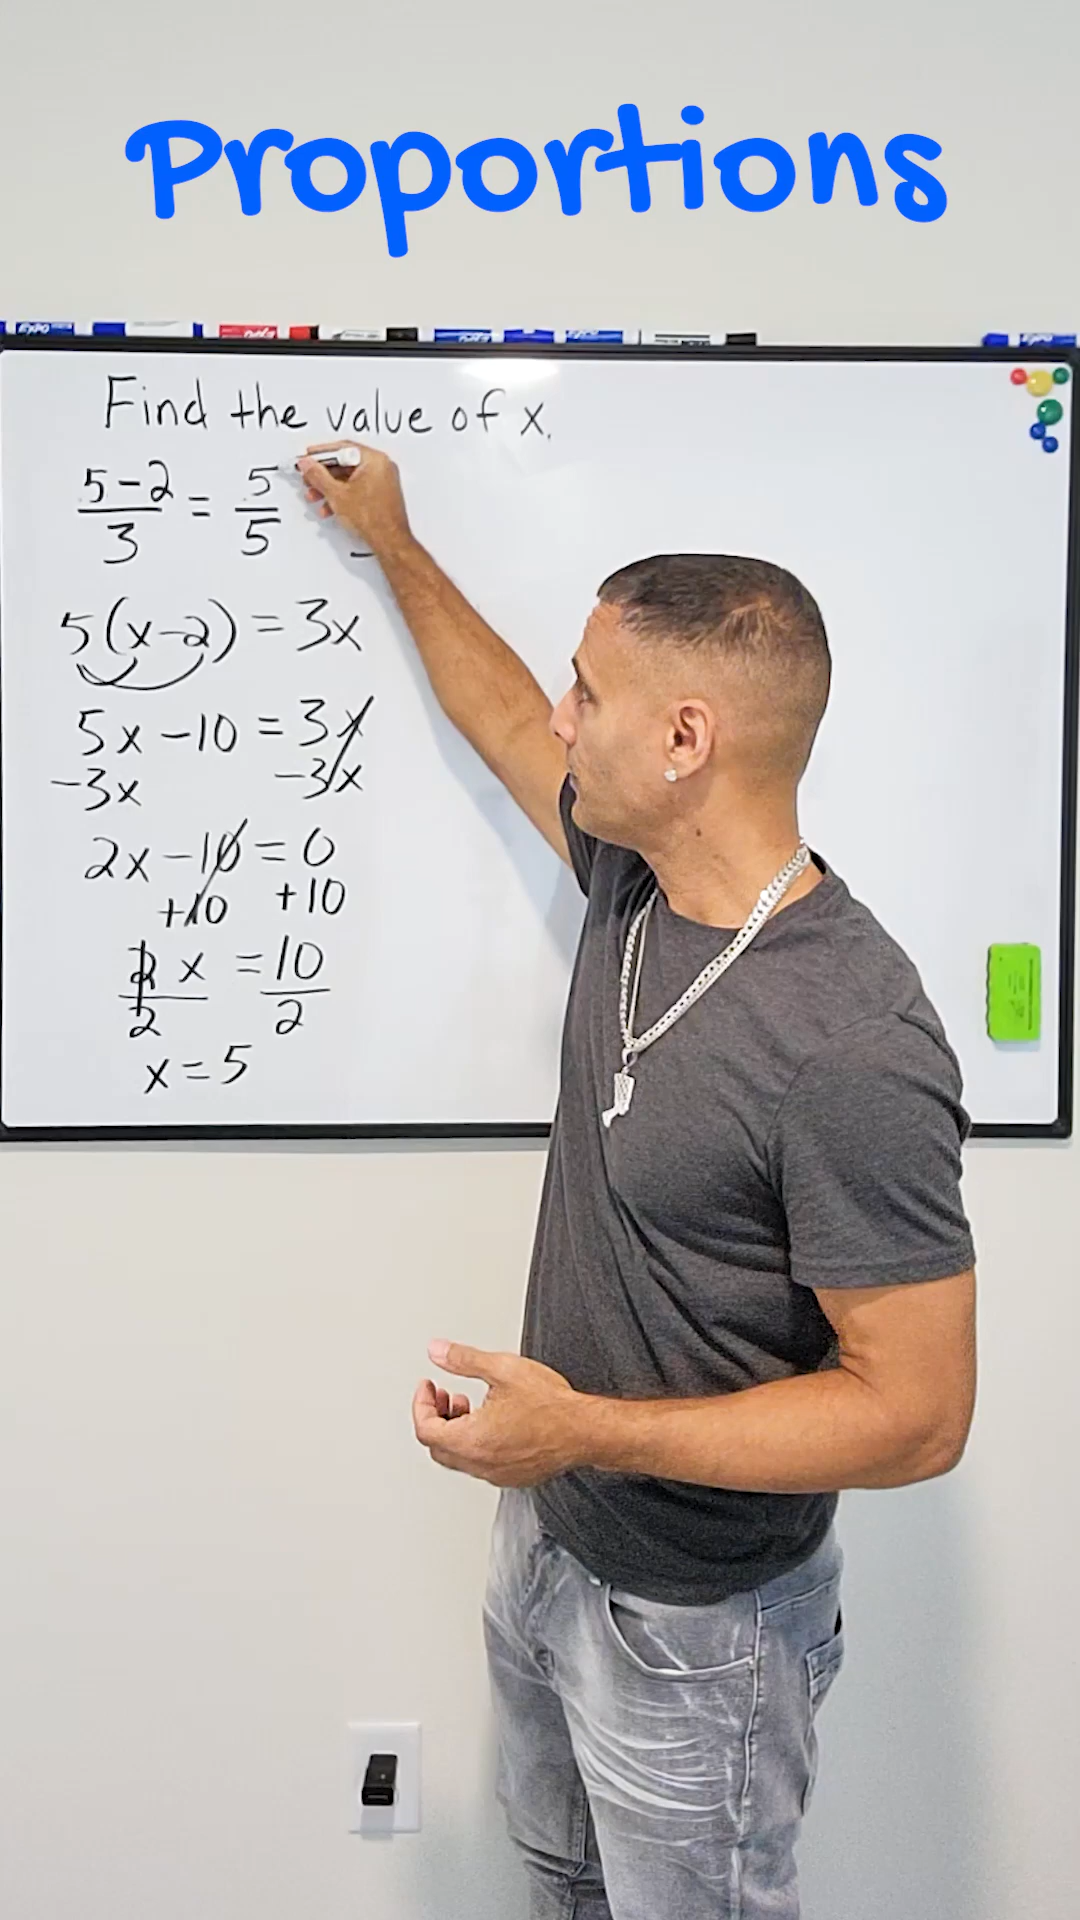 Proportions
EXPO
Find the value of x.
5-2/3 = 5/5
5(x-2) = 3x
5x -10 = 3x
-3x -3x
2x -10 = 0
+10 +10
2x/2 = 10/2
x = 5